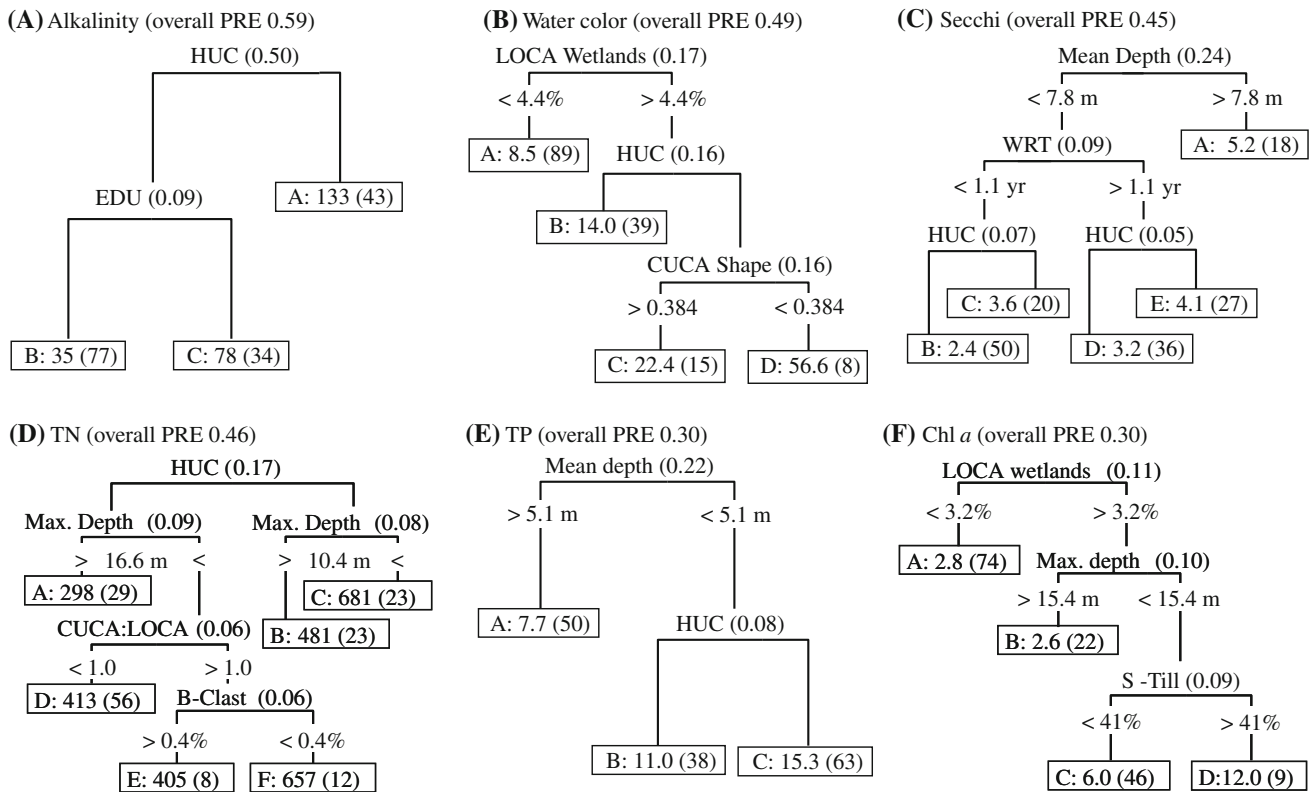 (A) Alkalinity (overall PRE 0.59)
HUC (0.50)
EDU (0.09)
A: 133 (43)
B: 35 (77)
C: 78 (34)
(B) Water color (overall PRE 0.49)
LOCA Wetlands (0.17)
< 4.4%
> 4.4%
A: 8.5 (89)
HUC (0.16)
B: 14.0 (39)
CUCA Shape (0.16)
> 0.384
< 0.384
C: 22.4 (15)
D: 56.6 (8)
(C) Secchi (overall PRE 0.45)
Mean Depth (0.24)
< 7.8 m
> 7.8 m
WRT (0.09)
A: 5.2 (18)
< 1.1 yr
> 1.1 yr
HUC (0.07)
HUC (0.05)
C: 3.6 (20)
E: 4.1 (27)
B: 2.4 (50)
D: 3.2 (36)
(D) TN (overall PRE 0.46)
HUC (0.17)
Max. Depth (0.09)
Max. Depth (0.08)
> 16.6 m <
> 10.4 m <
A: 298 (29)
C: 681 (23)
CUCA:LOCA (0.06)
B: 481 (23)
< 1.0
> 1.0
D: 413 (56)
B-Clast (0.06)
> 0.4%
< 0.4%
E: 405 (8)
F: 657 (12)
(E) TP (overall PRE 0.30)
Mean depth (0.22)
> 5.1 m
< 5.1 m
A: 7.7 (50)
HUC (0.08)
B: 11.0 (38)
C: 15.3 (63)
(F) Chl a (overall PRE 0.30)
LOCA wetlands (0.11)
< 3.2%
> 3.2%
A: 2.8 (74)
Max. depth (0.10)
> 15.4 m
< 15.4 m
B: 2.6 (22)
S -Till (0.09)
< 41%
> 41%
C: 6.0 (46)
D:12.0 (9)